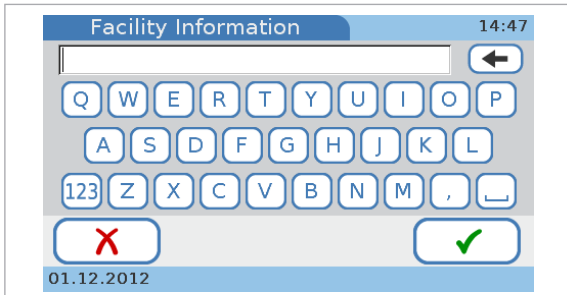 Facility Information 14:47
Q W E R T Y U I O P
A S D F G H J K L
123 Z X C V B N M ,
01.12.2012